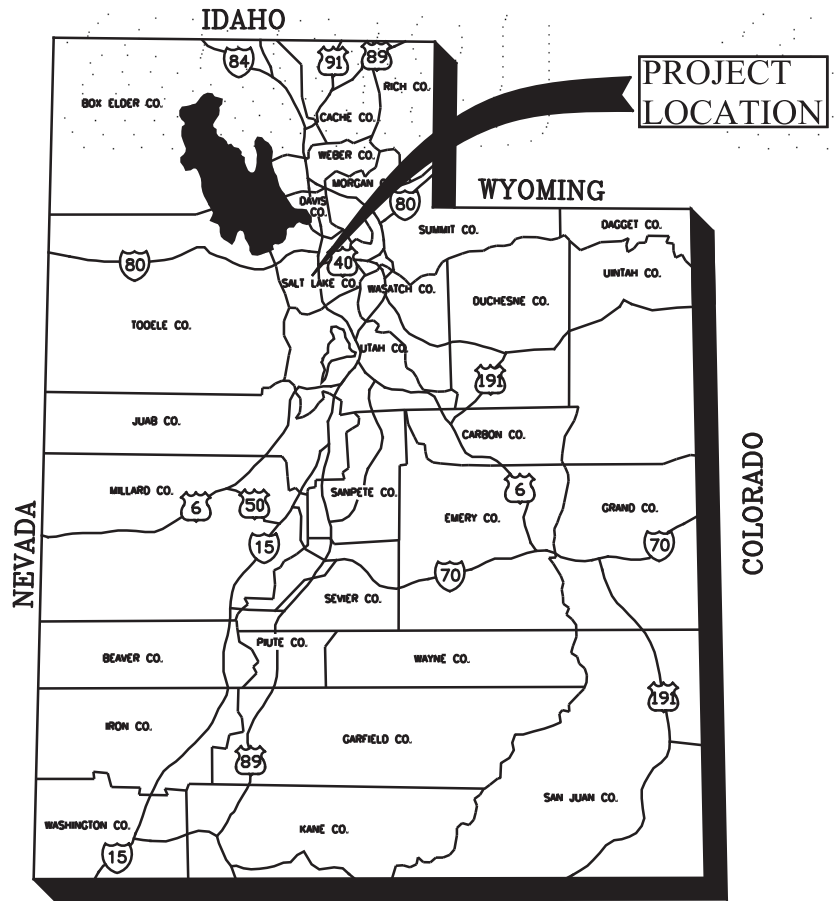 IDAHO
84
91
89
PROJECT
LOCATION
BOX ELDER CO.
RICH CO.
CACHE CO.
WEBER CO.
MORGAN
WYOMING
DAVIS
CO.
80
SUMMIT CO.
DAGGET CO.
80
40
UINTAH CO.
SALT LAKE CO.
WASATCH CO.
DUCHESNE CO.
TOOELE CO.
UTAH CO.
191
JUAB CO.
CARBON CO.
MILLARD CO.
SANPETE CO.
6
6
50
EMERY CO.
GRAND CO.
COLORADO
NEVADA
15
70
70
SEVIER CO.
PIUTE CO.
BEAVER CO.
WAYNE CO.
191
IRON CO.
GARFIELD CO.
89
SAN JUAN CO.
WASHINGTON CO.
KANE CO.
15